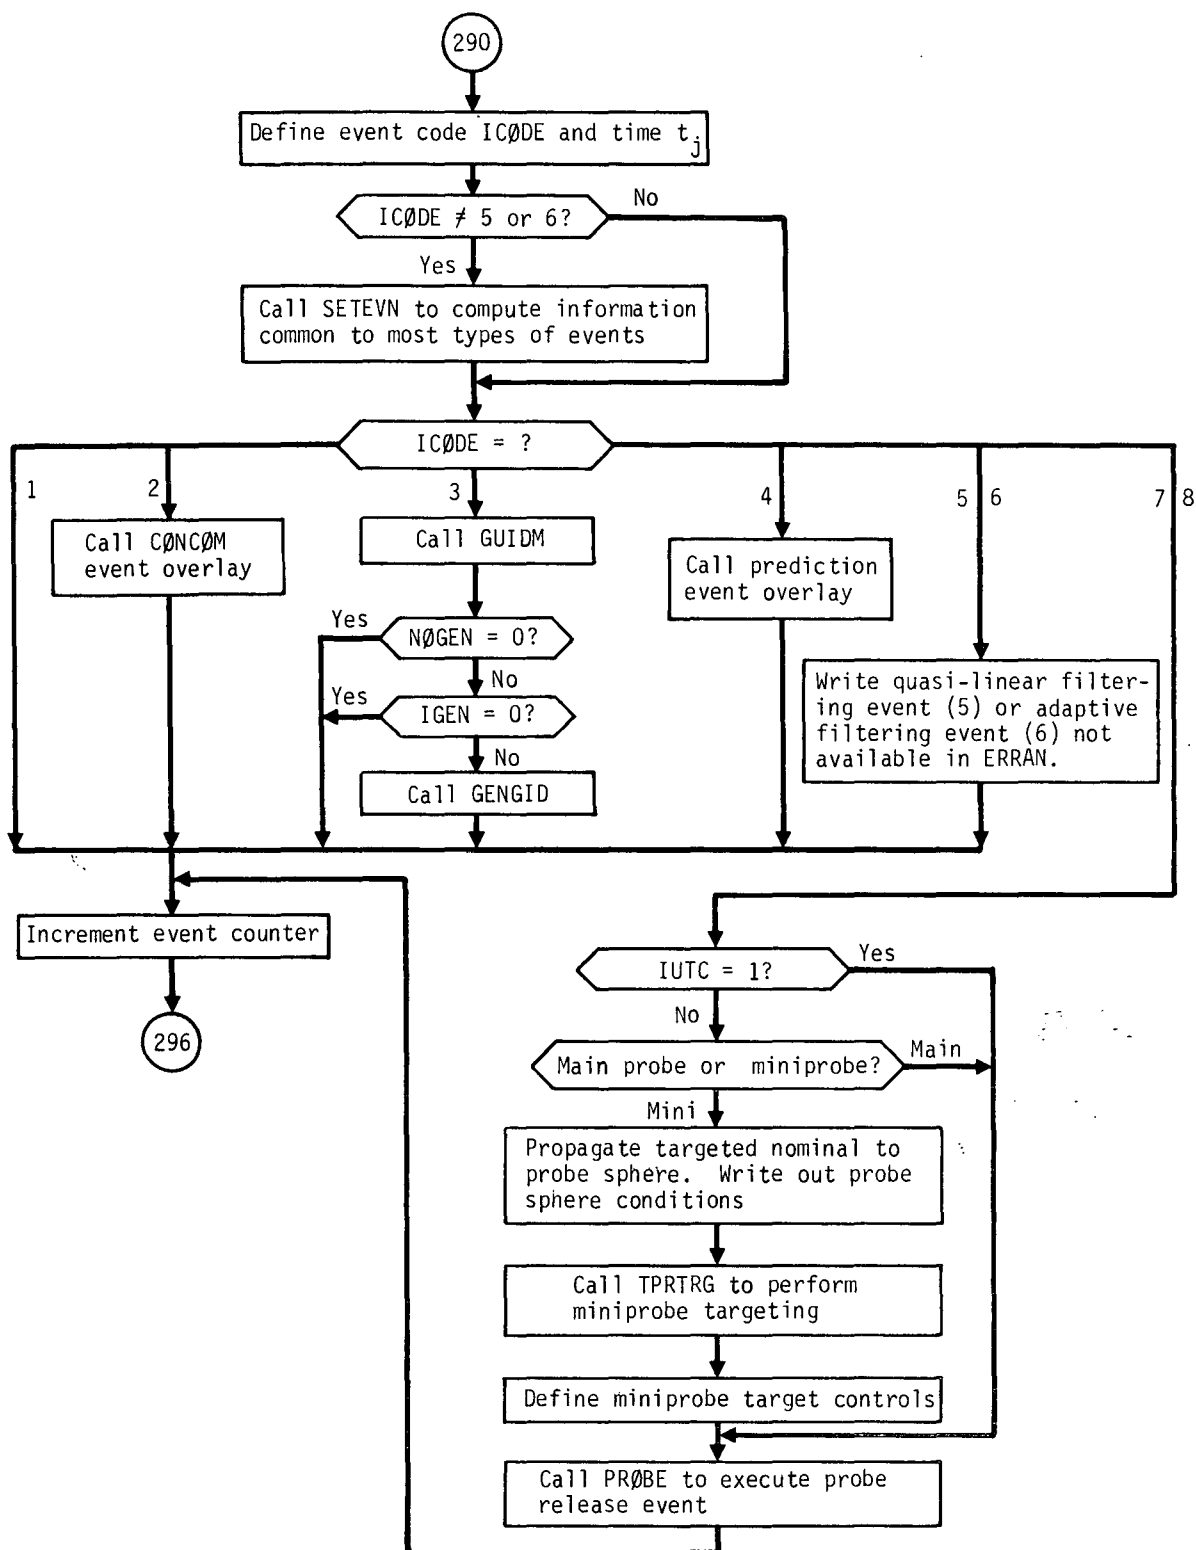 290
Define event code ICØDE and time tj
ICØDE ≠ 5 or 6?
No
Yes
Call SETEVN to compute information
common to most types of events
ICØDE = ?
1
2
3
4
5
6
7
8
Call CØNCØM
event overlay
Call GUIDM
Call prediction
event overlay
Yes
NØGEN = 0?
No
Yes
IGEN = 0?
No
Call GENGID
Write quasi-linear filter-
ing event (5) or adaptive
filtering event (6) not
available in ERRAN.
Increment event counter
296
IUTC = 1?
Yes
No
Main probe or miniprobe?
Main
Mini
Propagate targeted nominal to
probe sphere. Write out probe
sphere conditions
Call TPRTRG to perform
miniprobe targeting
Define miniprobe target controls
Call PRØBE to execute probe
release event